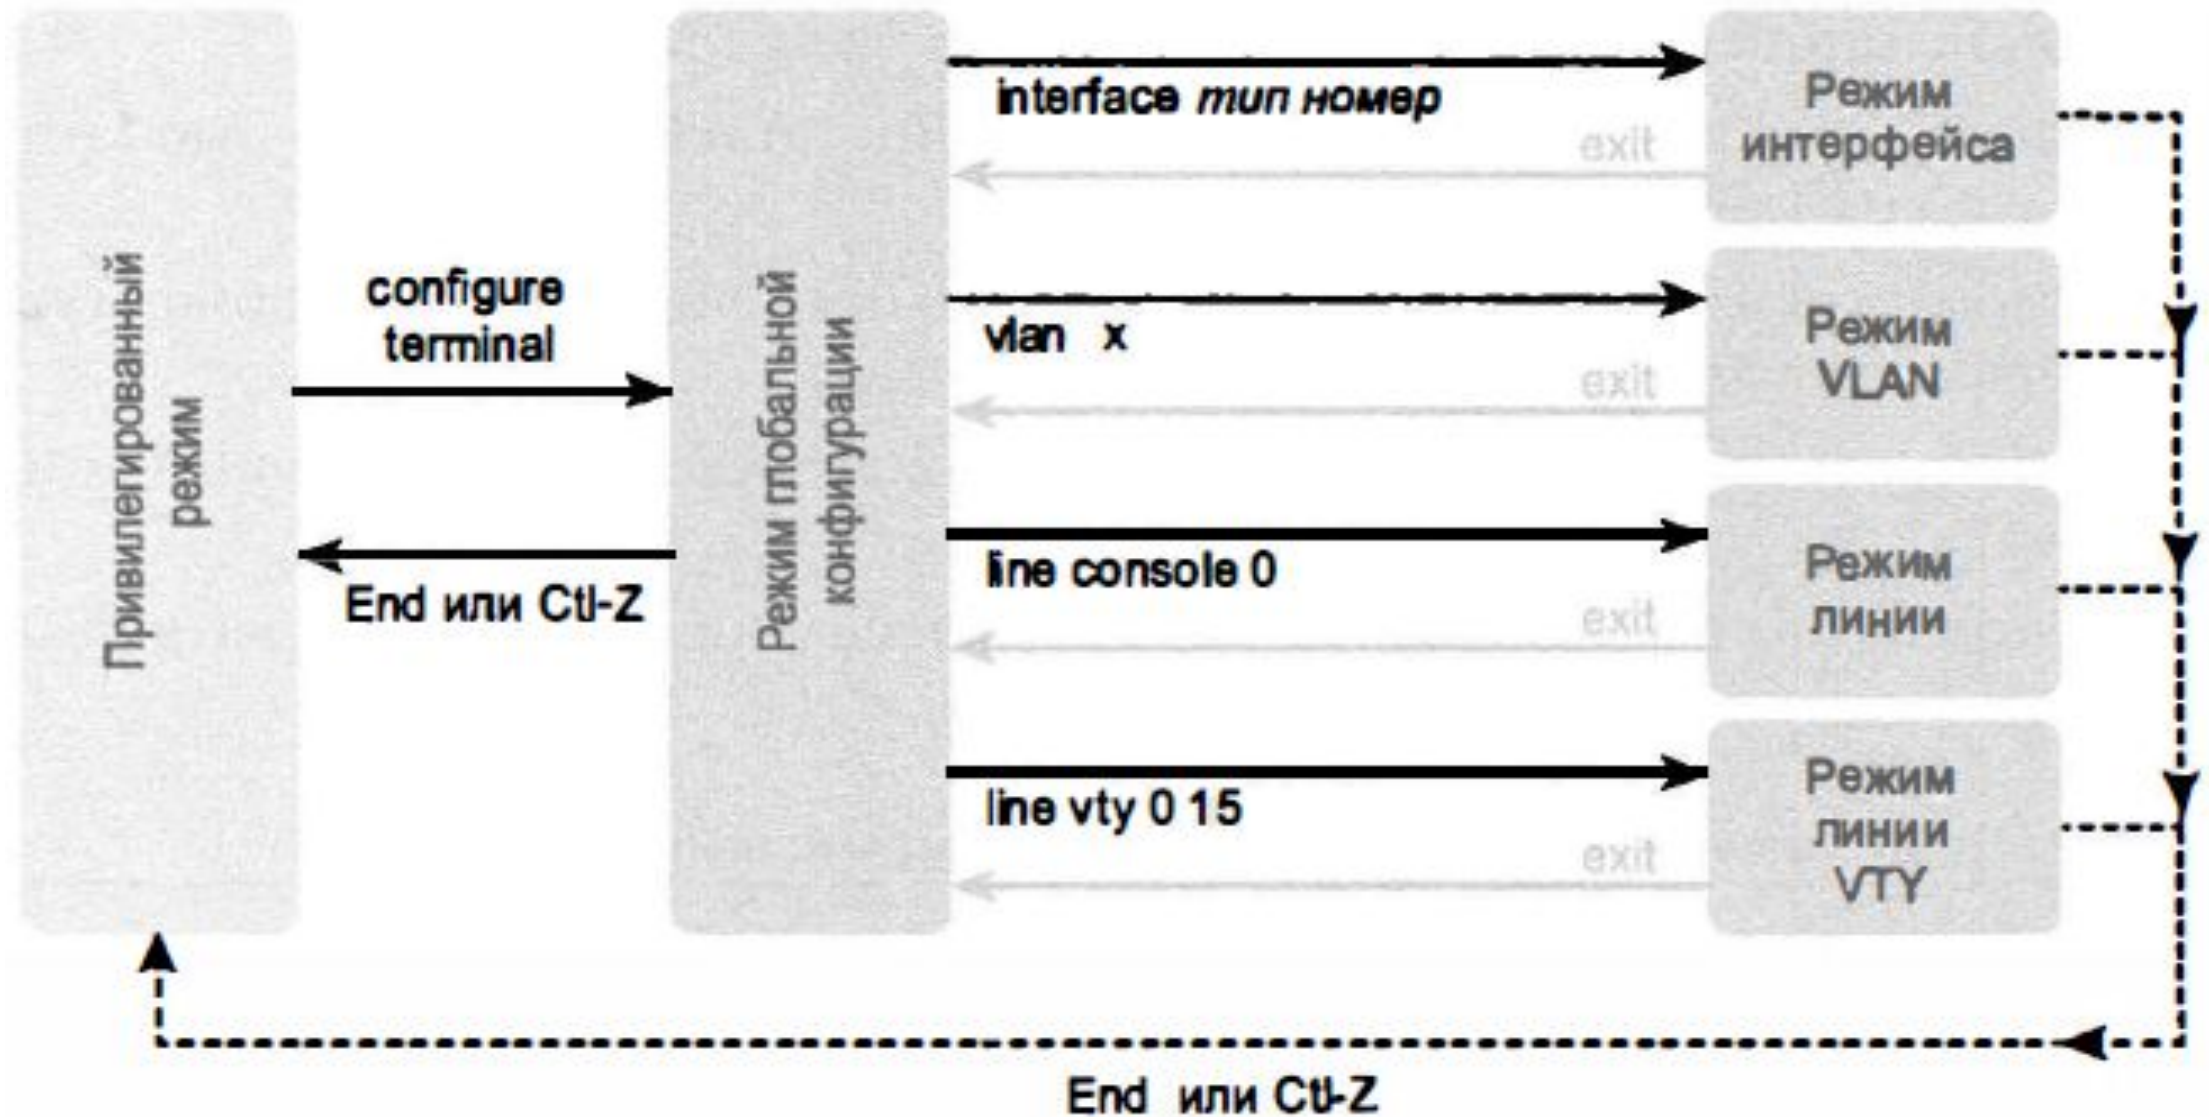 Привилегированный
режим
configure
terminal
End или Ctl-Z
Режим глобальной
конфигурации
interface тип номер
exit
Режим
интерфейса
vlan x
exit
Режим
VLAN
line console 0
exit
Режим
линии
line vty 0 15
exit
Режим
линии
VTY
End или Ctl-Z